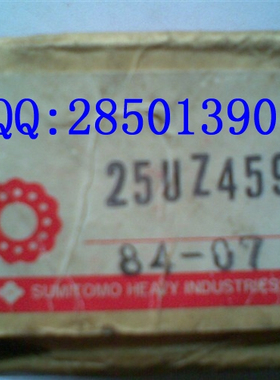 QQ:28501390
25UZ459
84-07
SUMITOMO HEAVY INDUSTRIES